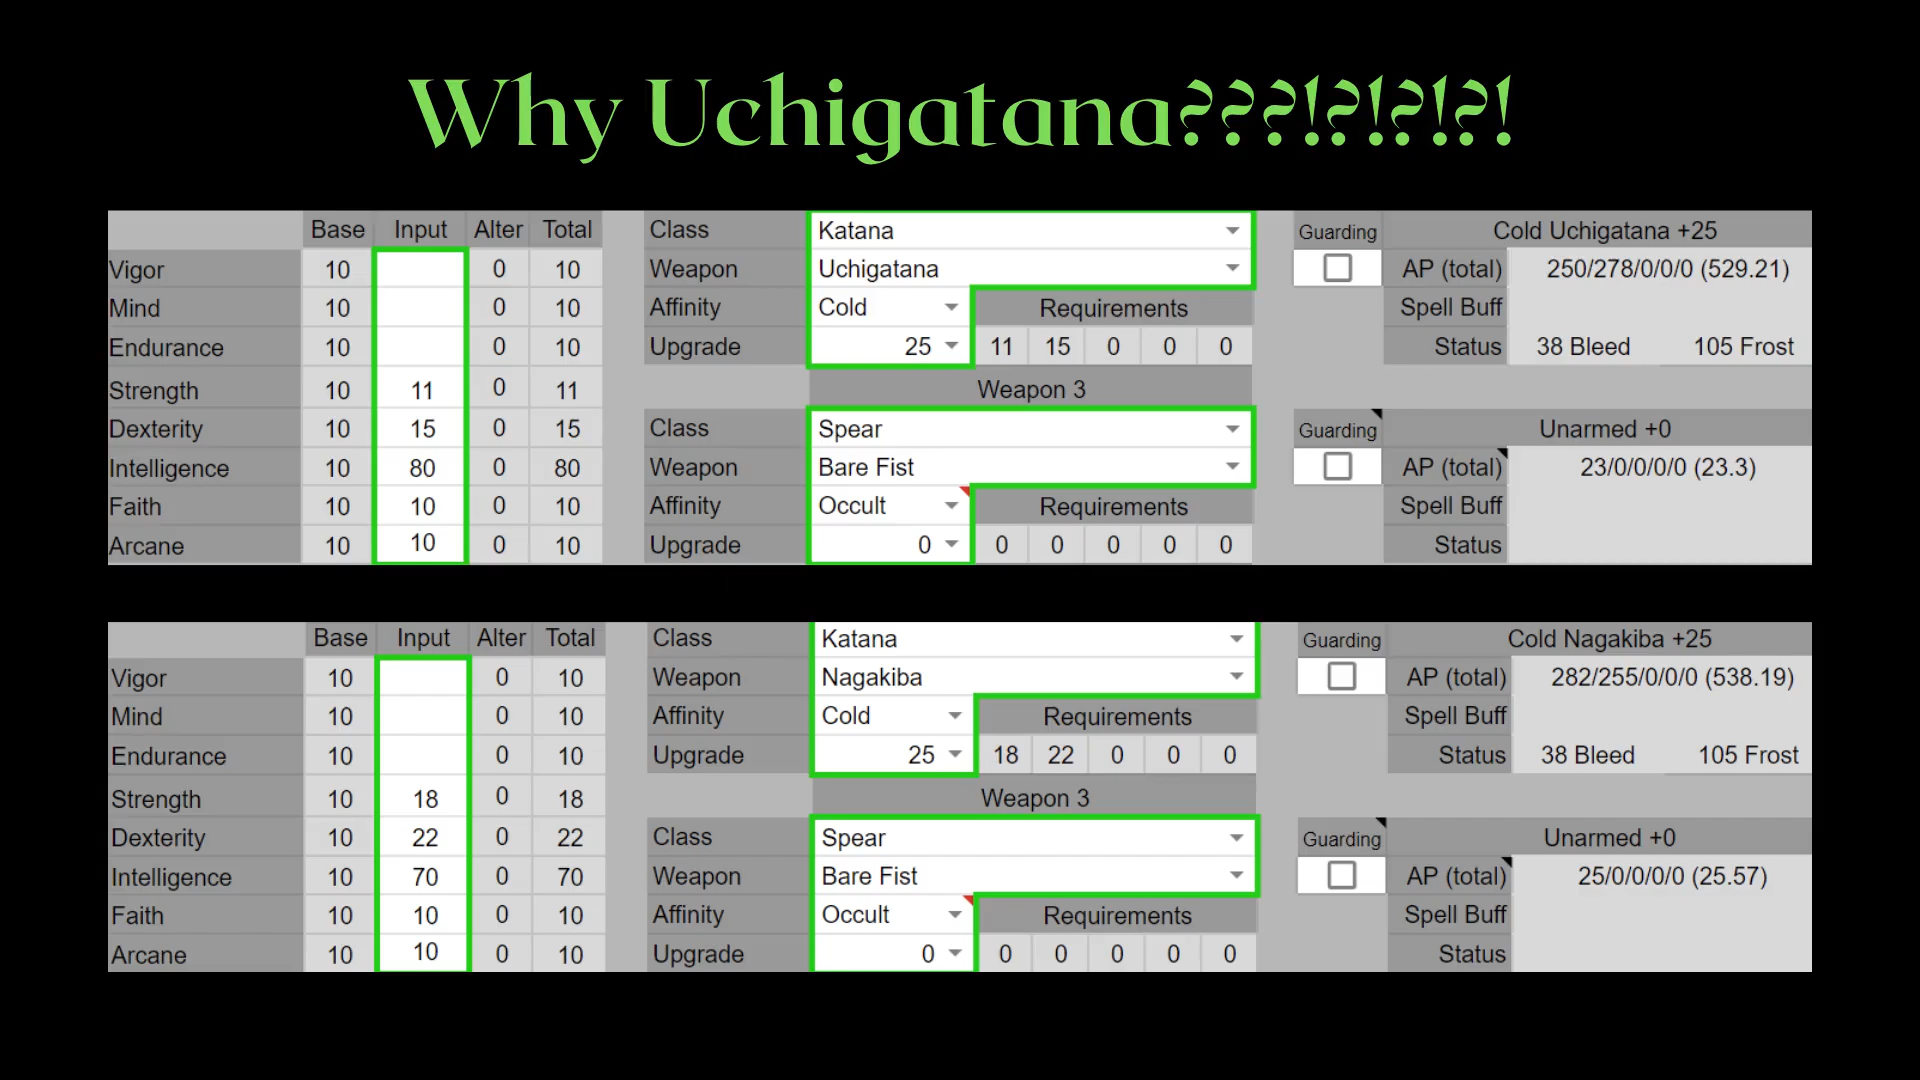 Why Uchigatana???!?!?!?!
Base Input Alter Total Class Katana Guarding Cold Uchigatana +25
Vigor 10 0 10 Weapon Uchigatana AP (total) 250/278/0/0/0 (529.21)
Mind 10 0 10 Affinity Cold Requirements Spell Buff
Endurance 10 0 10 Upgrade 25 11 15 0 0 0 Status 38 Bleed 105 Frost
Strength 10 11 0 11 Weapon 3
Dexterity 10 15 0 15 Class Spear Guarding Unarmed +0
Intelligence 10 80 0 80 Weapon Bare Fist AP (total) 23/0/0/0/0 (23.3)
Faith 10 10 0 10 Affinity Occult Requirements Spell Buff
Arcane 10 10 0 10 Upgrade 0 0 0 0 0 0 Status
Base Input Alter Total Class Katana Guarding Cold Nagakiba +25
Vigor 10 0 10 Weapon Nagakiba AP (total) 282/255/0/0/0 (538.19)
Mind 10 0 10 Affinity Cold Requirements Spell Buff
Endurance 10 0 10 Upgrade 25 18 22 0 0 0 Status 38 Bleed 105 Frost
Strength 10 18 0 18 Weapon 3
Dexterity 10 22 0 22 Class Spear Guarding Unarmed +0
Intelligence 10 70 0 70 Weapon Bare Fist AP (total) 25/0/0/0/0 (25.57)
Faith 10 10 0 10 Affinity Occult Requirements Spell Buff
Arcane 10 10 0 10 Upgrade 0 0 0 0 0 0 Status